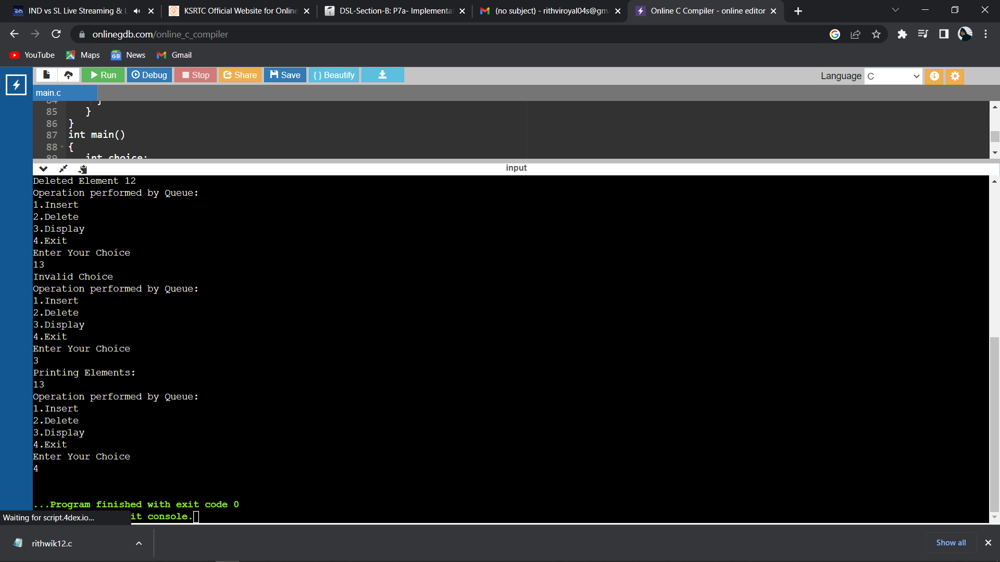 IND vs SL Live Streaming & L
KSRTC Official Website for Online
DSL-Section-B: P7a- Implementat
(no subject) - rithviroyal04s@gm
Online C Compiler - online editor
onlinegdb.com/online_c_compiler
YouTube
Maps
News
Gmail
Run
Debug
Stop
Share
Save
{ } Beautify
Language
C
main.c
84 }
85 }
86 }
87 int main()
88 {
89 int choice;
input
Deleted Element 12
Operation performed by Queue:
1.Insert
2.Delete
3.Display
4.Exit
Enter Your Choice
13
Invalid Choice
Operation performed by Queue:
1.Insert
2.Delete
3.Display
4.Exit
Enter Your Choice
3
Printing Elements:
13
Operation performed by Queue:
1.Insert
2.Delete
3.Display
4.Exit
Enter Your Choice
4
...Program finished with exit code 0
it console.
Waiting for script.4dex.io...
rithwik12.c
Show all